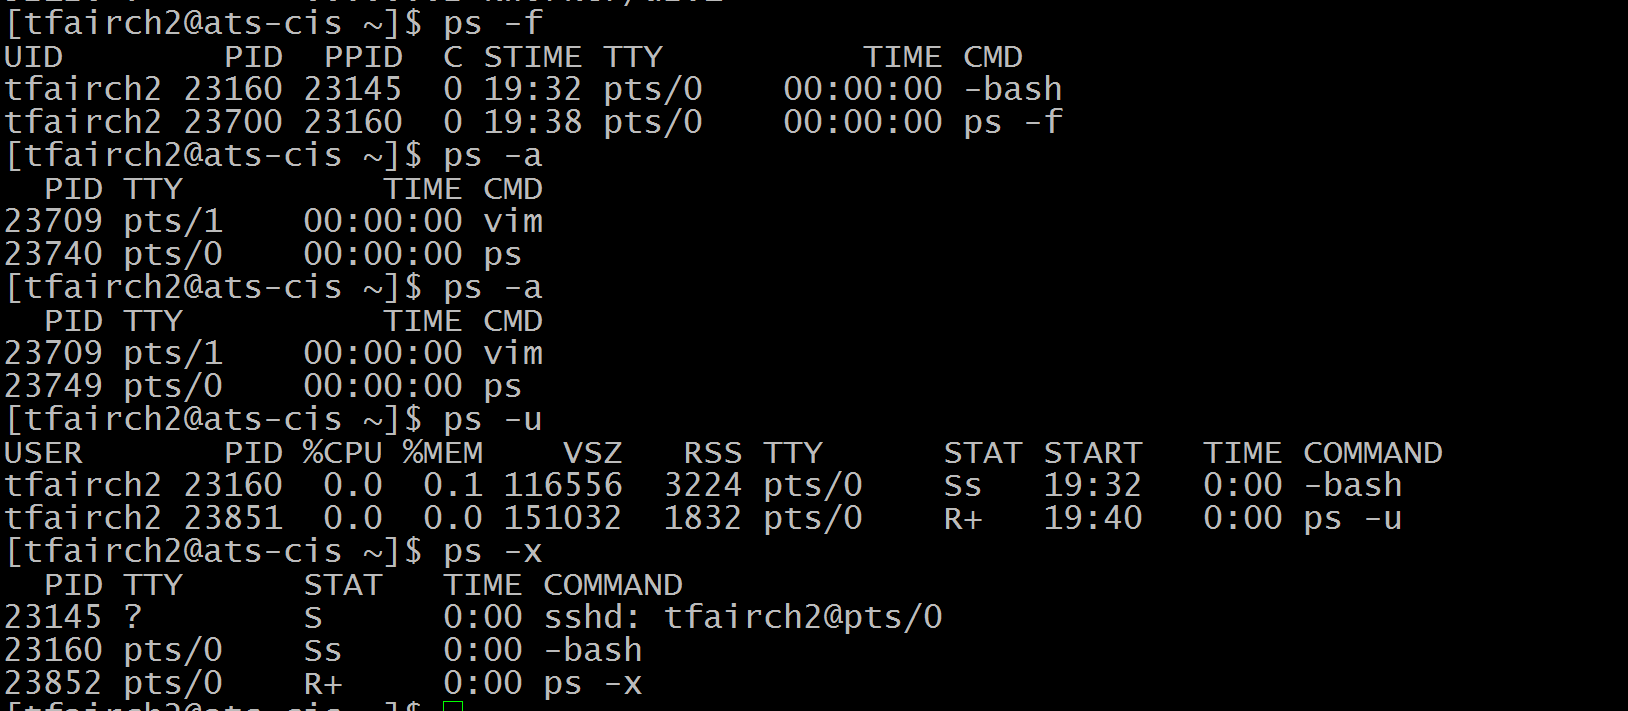 [tfairch2@ats-cis ~]$ ps -f
UID        PID  PPID  C STIME TTY          TIME CMD
tfairch2 23160 23145  0 19:32 pts/0    00:00:00 -bash
tfairch2 23700 23160  0 19:38 pts/0    00:00:00 ps -f
[tfairch2@ats-cis ~]$ ps -a
  PID TTY          TIME CMD
23709 pts/1    00:00:00 vim
23740 pts/0    00:00:00 ps
[tfairch2@ats-cis ~]$ ps -a
  PID TTY          TIME CMD
23709 pts/1    00:00:00 vim
23749 pts/0    00:00:00 ps
[tfairch2@ats-cis ~]$ ps -u
USER       PID %CPU %MEM    VSZ   RSS TTY      STAT START   TIME COMMAND
tfairch2 23160  0.0  0.1 116556  3224 pts/0    Ss   19:32   0:00 -bash
tfairch2 23851  0.0  0.0 151032  1832 pts/0    R+   19:40   0:00 ps -u
[tfairch2@ats-cis ~]$ ps -x
  PID TTY      STAT   TIME COMMAND
23145 ?        S      0:00 sshd: tfairch2@pts/0
23160 pts/0    Ss     0:00 -bash
23852 pts/0    R+     0:00 ps -x
[tfairch2@ats-cis ~]$